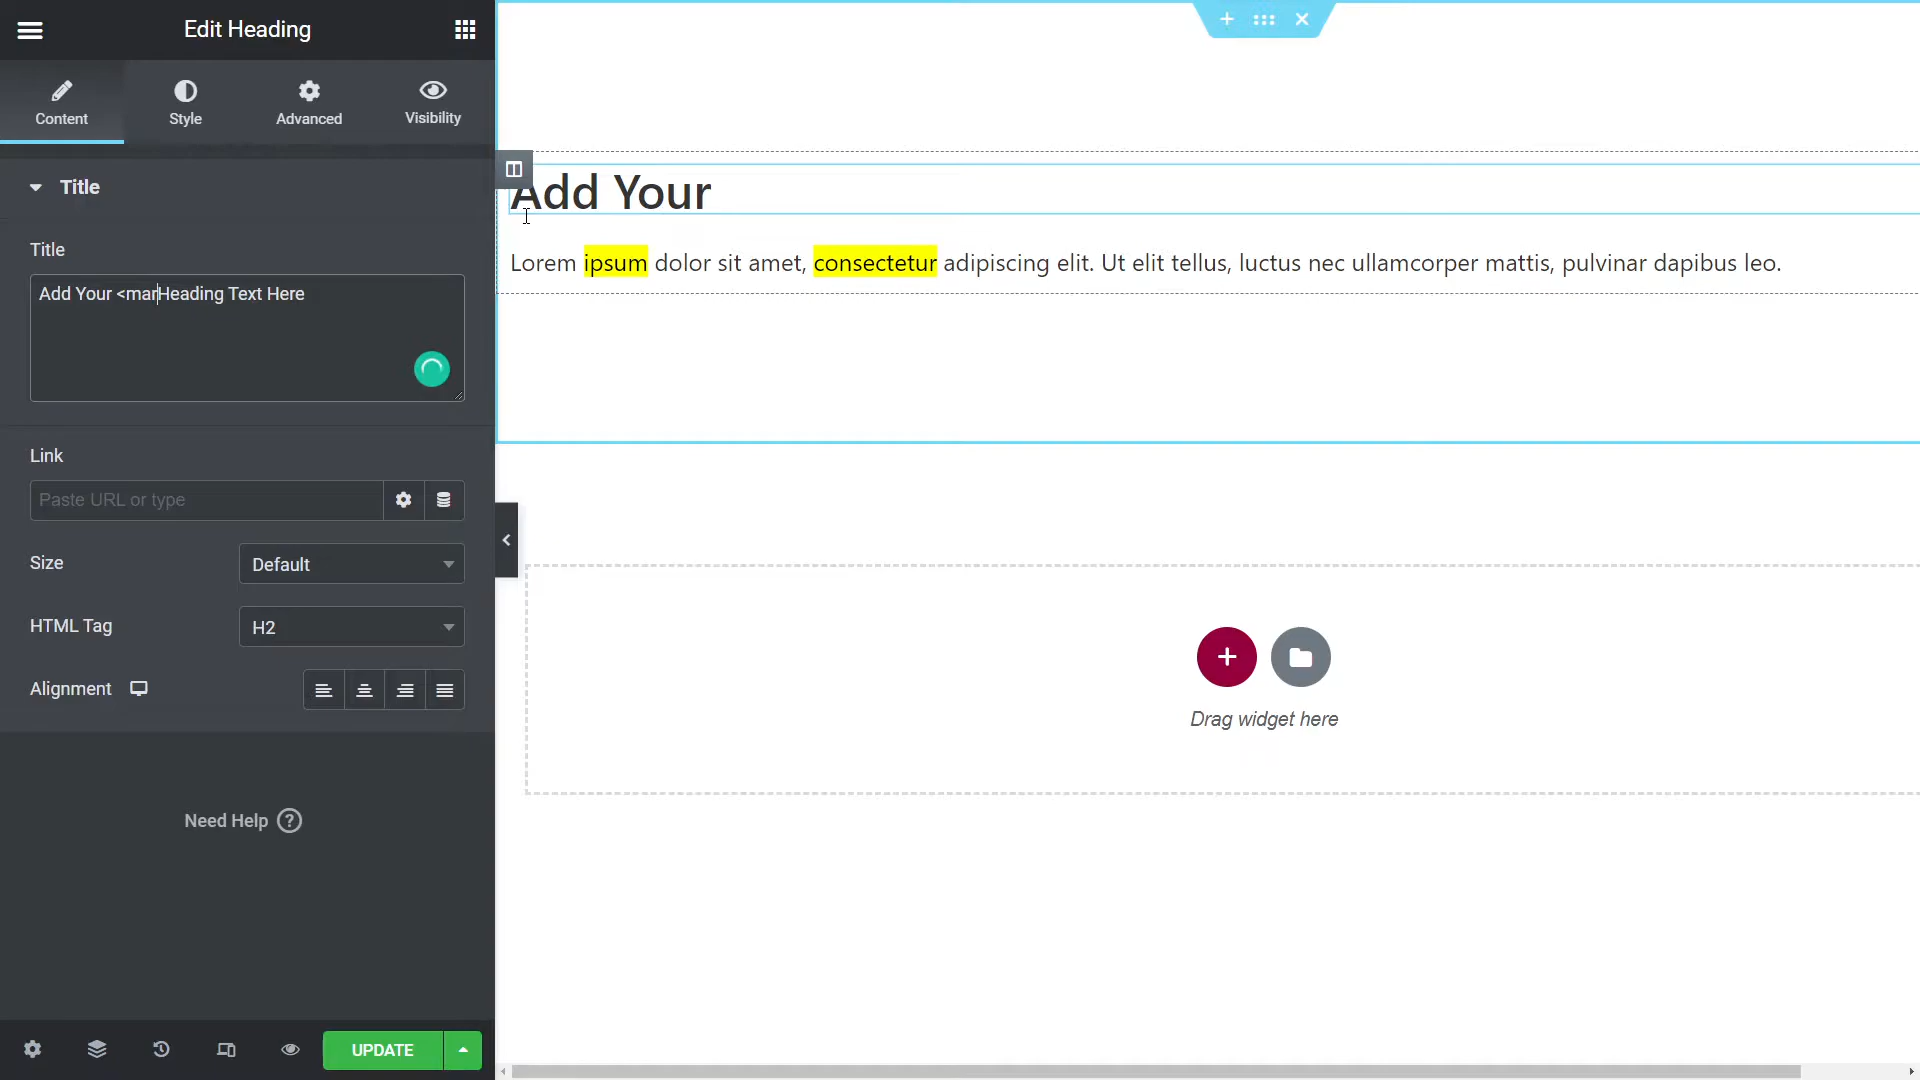 Edit Heading
Content
Style
Advanced
Visibility
Title
Title
Add Your <marHeading Text Here
Link
Paste URL or type
Size
Default
HTML Tag
H2
Alignment
Need Help ?
UPDATE
Add Your
Lorem ipsum dolor sit amet, consectetur adipiscing elit. Ut elit tellus, luctus nec ullamcorper mattis, pulvinar dapibus leo.
Drag widget here